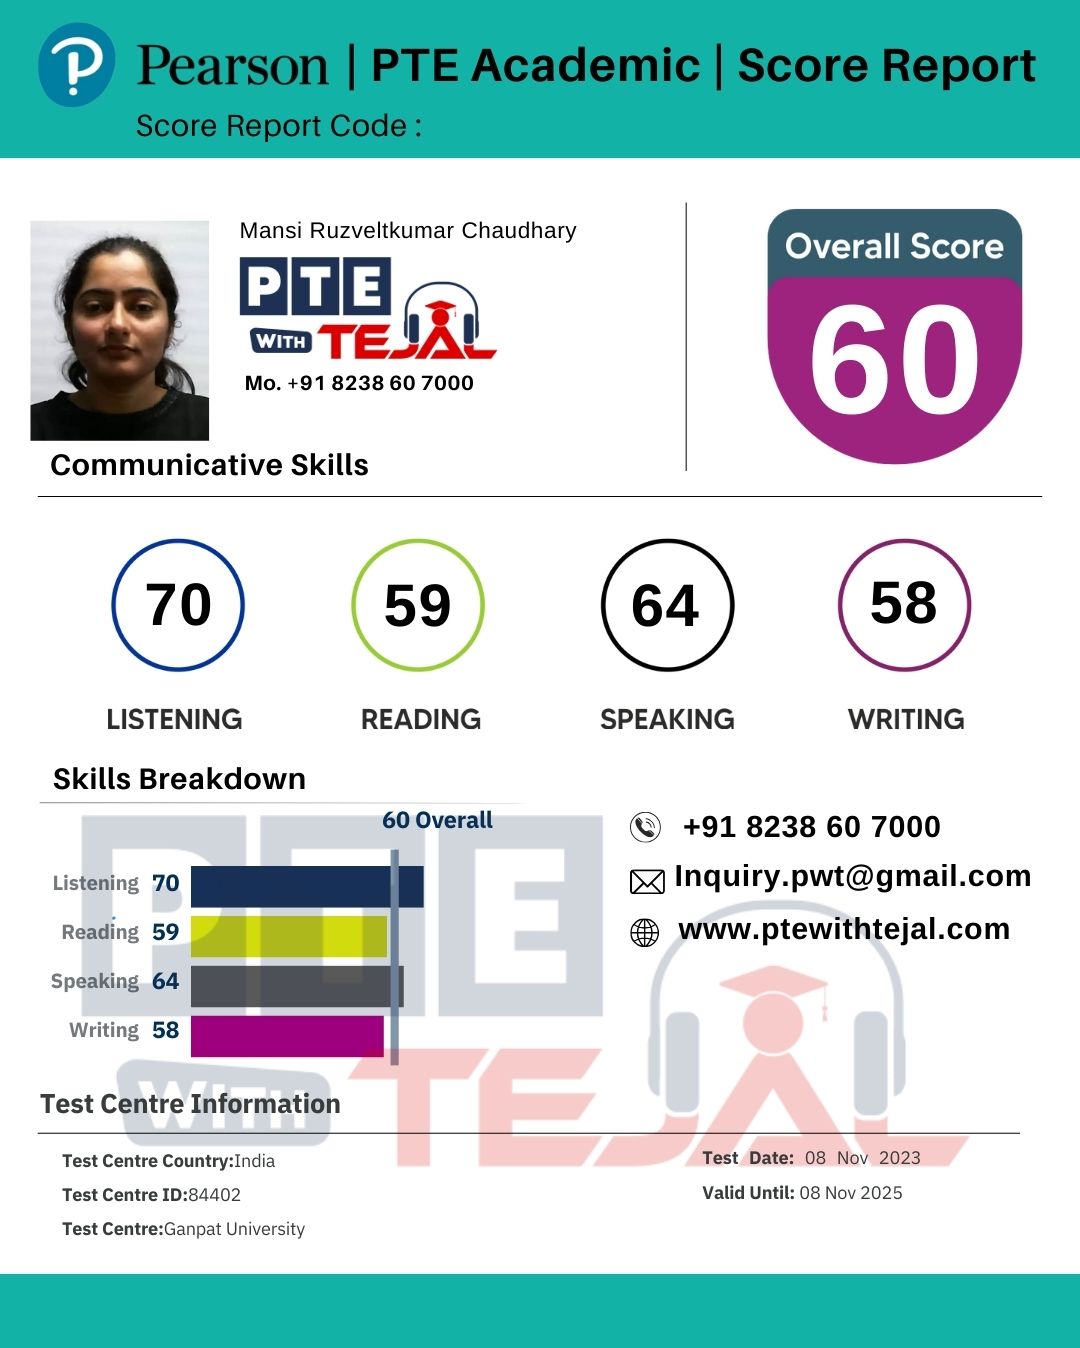 Pearson | PTE Academic | Score Report
Score Report Code :
Mansi Ruzveltkumar Chaudhary
PTE
WITH TEJAL
Mo. +91 8238 60 7000
Overall Score
60
Communicative Skills
70 59 64 58
LISTENING READING SPEAKING WRITING
Skills Breakdown
60 Overall
Listening 70
Reading 59
Speaking 64
Writing 58
+91 8238 60 7000
Inquiry.pwt@gmail.com
www.ptewithtejal.com
PTE
WITH TEJAL
Test Centre Information
Test Centre Country:India
Test Centre ID:84402
Test Centre:Ganpat University
Test Date: 08 Nov 2023
Valid Until: 08 Nov 2025